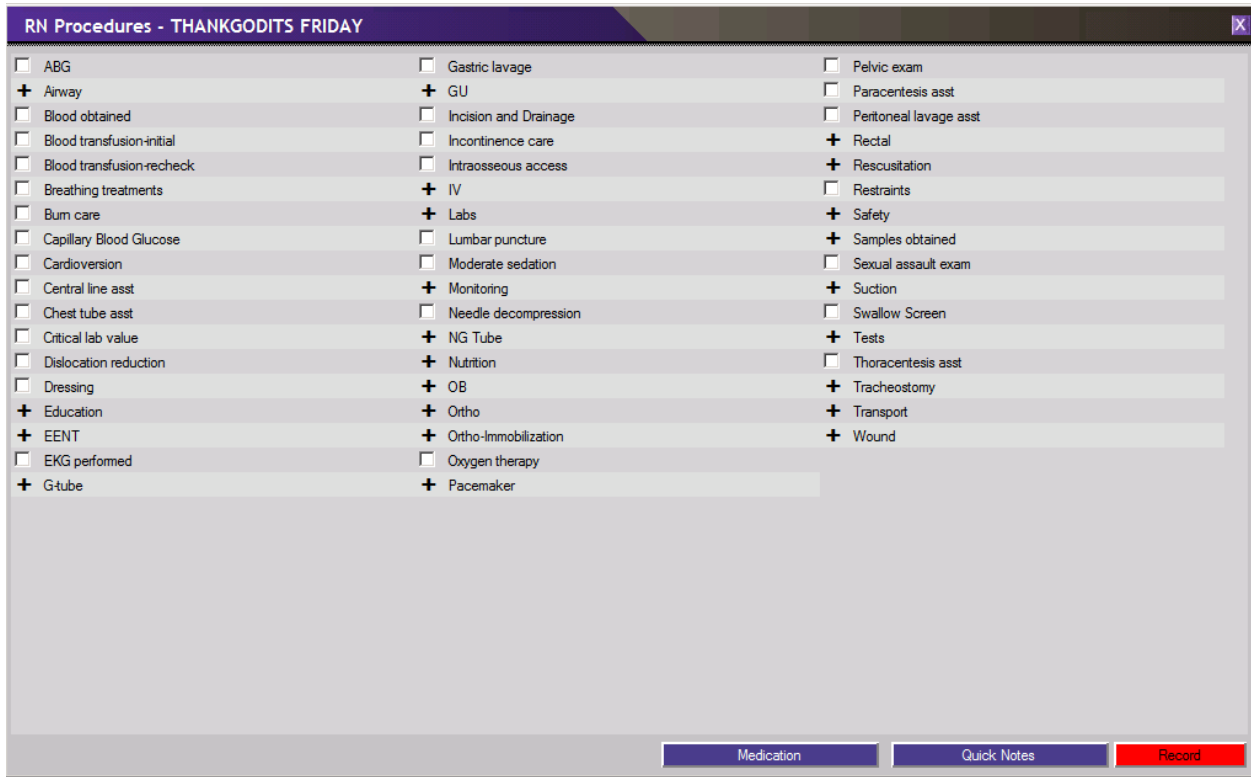 RN Procedures - THANKGODITS FRIDAY
X
ABG
+ Airway
Blood obtained
Blood transfusion-initial
Blood transfusion-recheck
Breathing treatments
Burn care
Capillary Blood Glucose
Cardioversion
Central line asst
Chest tube asst
Critical lab value
Dislocation reduction
Dressing
+ Education
+ EENT
EKG performed
+ G-tube
Gastric lavage
+ GU
Incision and Drainage
Incontinence care
Intraosseous access
+ IV
+ Labs
Lumbar puncture
Moderate sedation
+ Monitoring
Needle decompression
+ NG Tube
+ Nutrition
+ OB
+ Ortho
+ Ortho-Immobilization
Oxygen therapy
+ Pacemaker
Pelvic exam
Paracentesis asst
Peritoneal lavage asst
+ Rectal
+ Rescusitation
Restraints
+ Safety
+ Samples obtained
Sexual assault exam
+ Suction
Swallow Screen
+ Tests
Thoracentesis asst
+ Tracheostomy
+ Transport
+ Wound
Medication
Quick Notes
Record